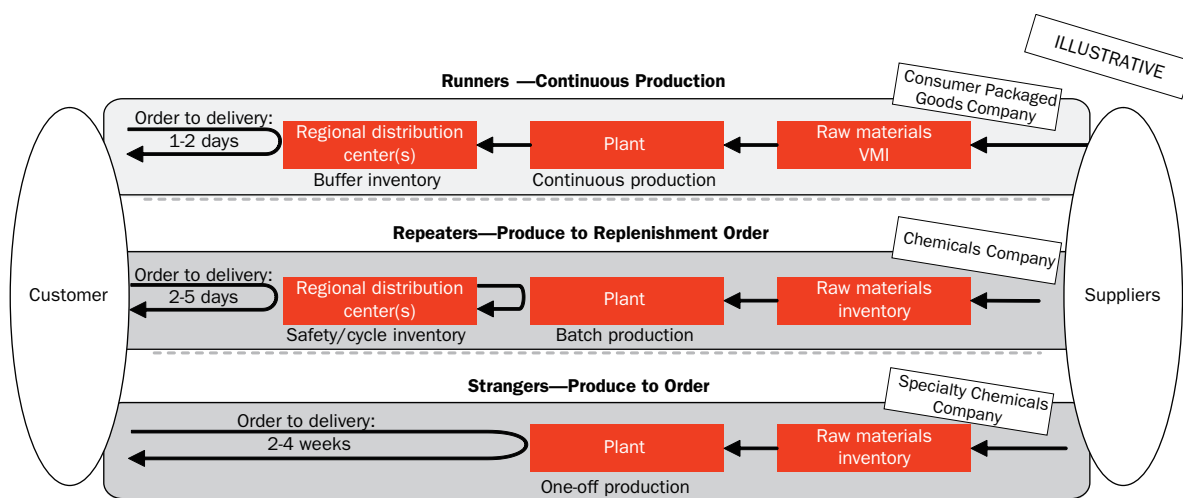 ILLUSTRATIVE
Runners —Continuous Production
Consumer Packaged
Goods Company
Order to delivery:
1-2 days
Regional distribution
center(s)
Plant
Raw materials
VMI
Buffer inventory
Continuous production
Repeaters—Produce to Replenishment Order
Chemicals Company
Customer
Suppliers
Order to delivery:
2-5 days
Regional distribution
center(s)
Plant
Raw materials
inventory
Safety/cycle inventory
Batch production
Strangers—Produce to Order
Specialty Chemicals
Company
Order to delivery:
2-4 weeks
Plant
Raw materials
inventory
One-off production